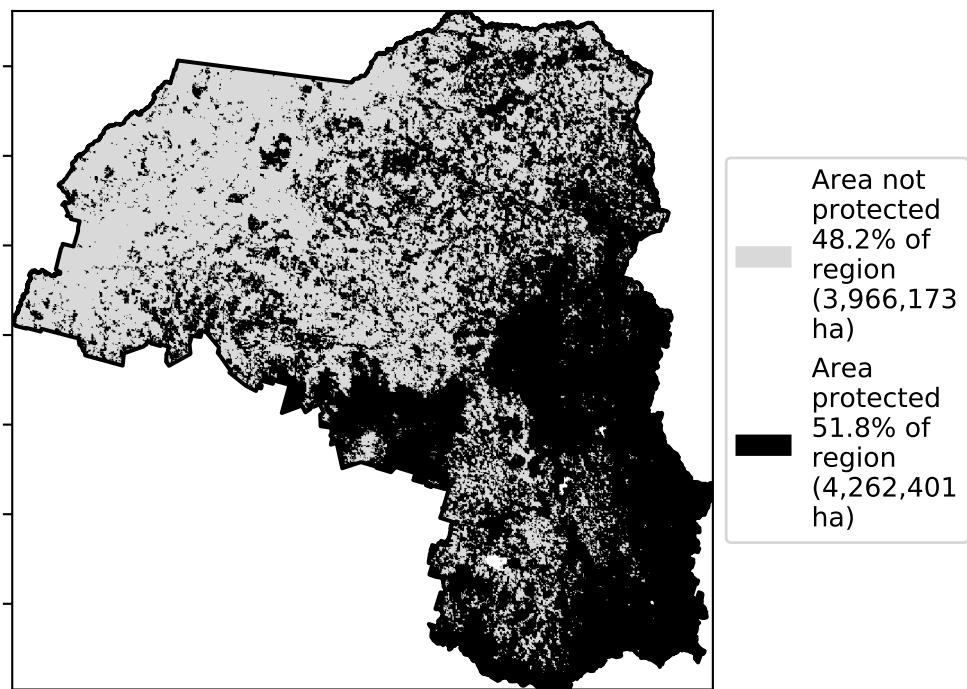 Area not
protected
48.2% of
region
(3,966,173
ha)
Area
protected
51.8% of
region
(4,262,401
ha)